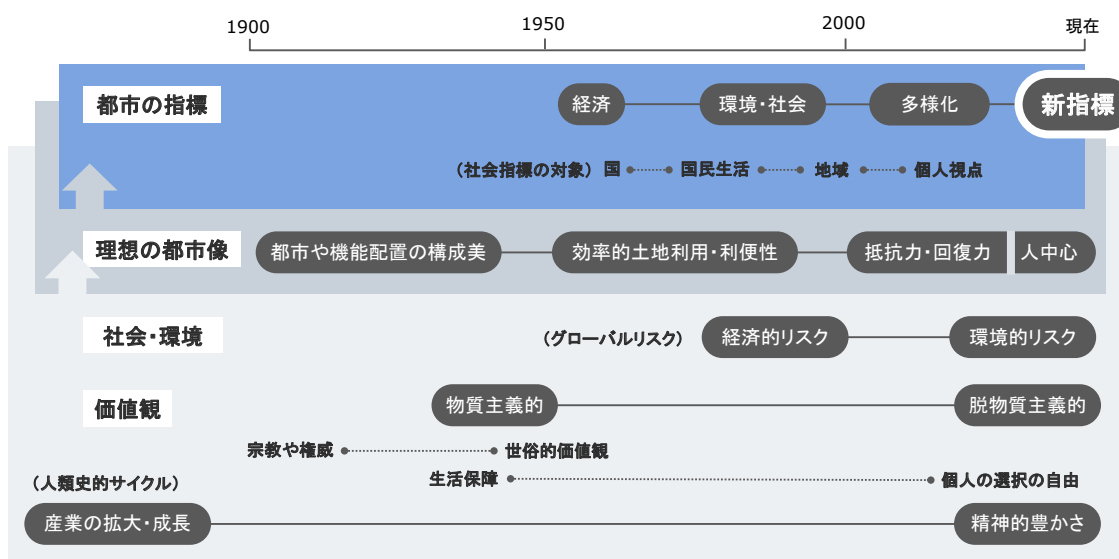 1900 1950 2000 現在
都市の指標 経済 環境・社会 多様化 新指標
(社会指標の対象) 国 国民生活 地域 個人視点
理想の都市像 都市や機能配置の構成美 効率的土地利用・利便性 抵抗力・回復力 人中心
社会・環境 (グローバルリスク) 経済的リスク 環境的リスク
価値観 物質主義的 脱物質主義的
宗教や権威 世俗的価値観
生活保障 個人の選択の自由
(人類史的サイクル)
産業の拡大・成長 精神的豊かさ